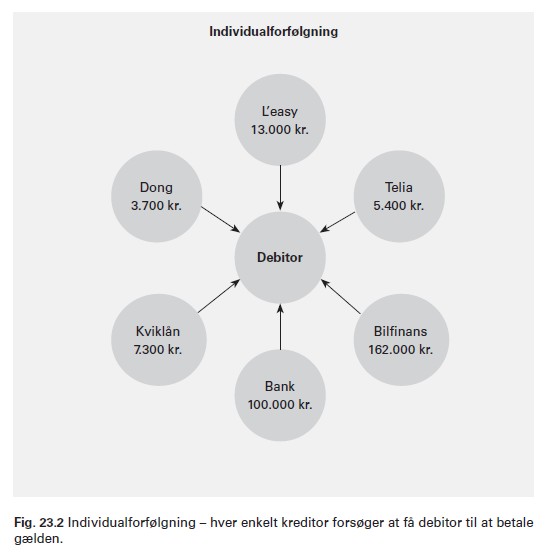 Individualforfølgning
L'easy
13.000 kr.
Dong
3.700 kr.
Telia
5.400 kr.
Debitor
Kviklån
7.300 kr.
Bilfinans
162.000 kr.
Bank
100.000 kr.
Fig. 23.2 Individualforfølgning – hver enkelt kreditor forsøger at få debitor til at betale
gælden.